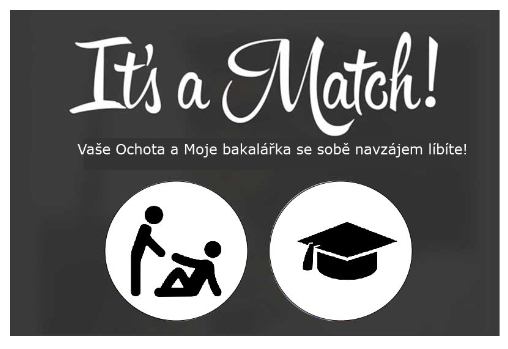 It's a Match!
Vaše Ochota a Moje bakalářka se sobě navzájem líbíte!